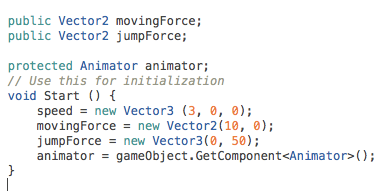 public Vector2 movingForce;
public Vector2 jumpForce;

protected Animator animator;
// Use this for initialization
void Start () {
    speed = new Vector3 (3, 0, 0);
    movingForce = new Vector2(10, 0);
    jumpForce = new Vector3(0, 50);
    animator = gameObject.GetComponent<Animator>();
}